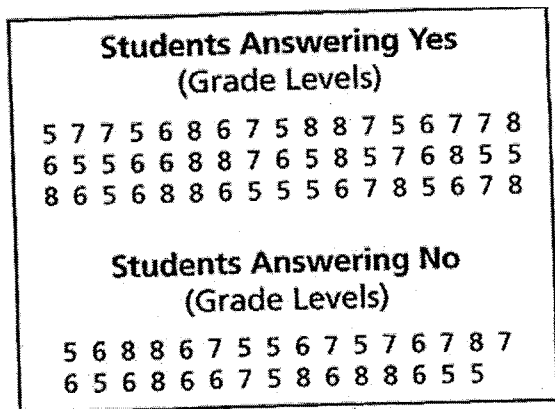 Students Answering Yes
(Grade Levels)
5 7 7 5 6 8 6 7 5 8 8 7 5 6 7 7 8
6 5 5 6 6 8 8 7 6 5 8 5 7 6 8 5 5
8 6 5 6 8 8 6 5 5 5 6 7 8 5 6 7 8
Students Answering No
(Grade Levels)
5 6 8 8 6 7 5 5 6 7 5 7 6 7 8 7
6 5 6 8 6 6 7 5 8 6 8 8 6 5 5